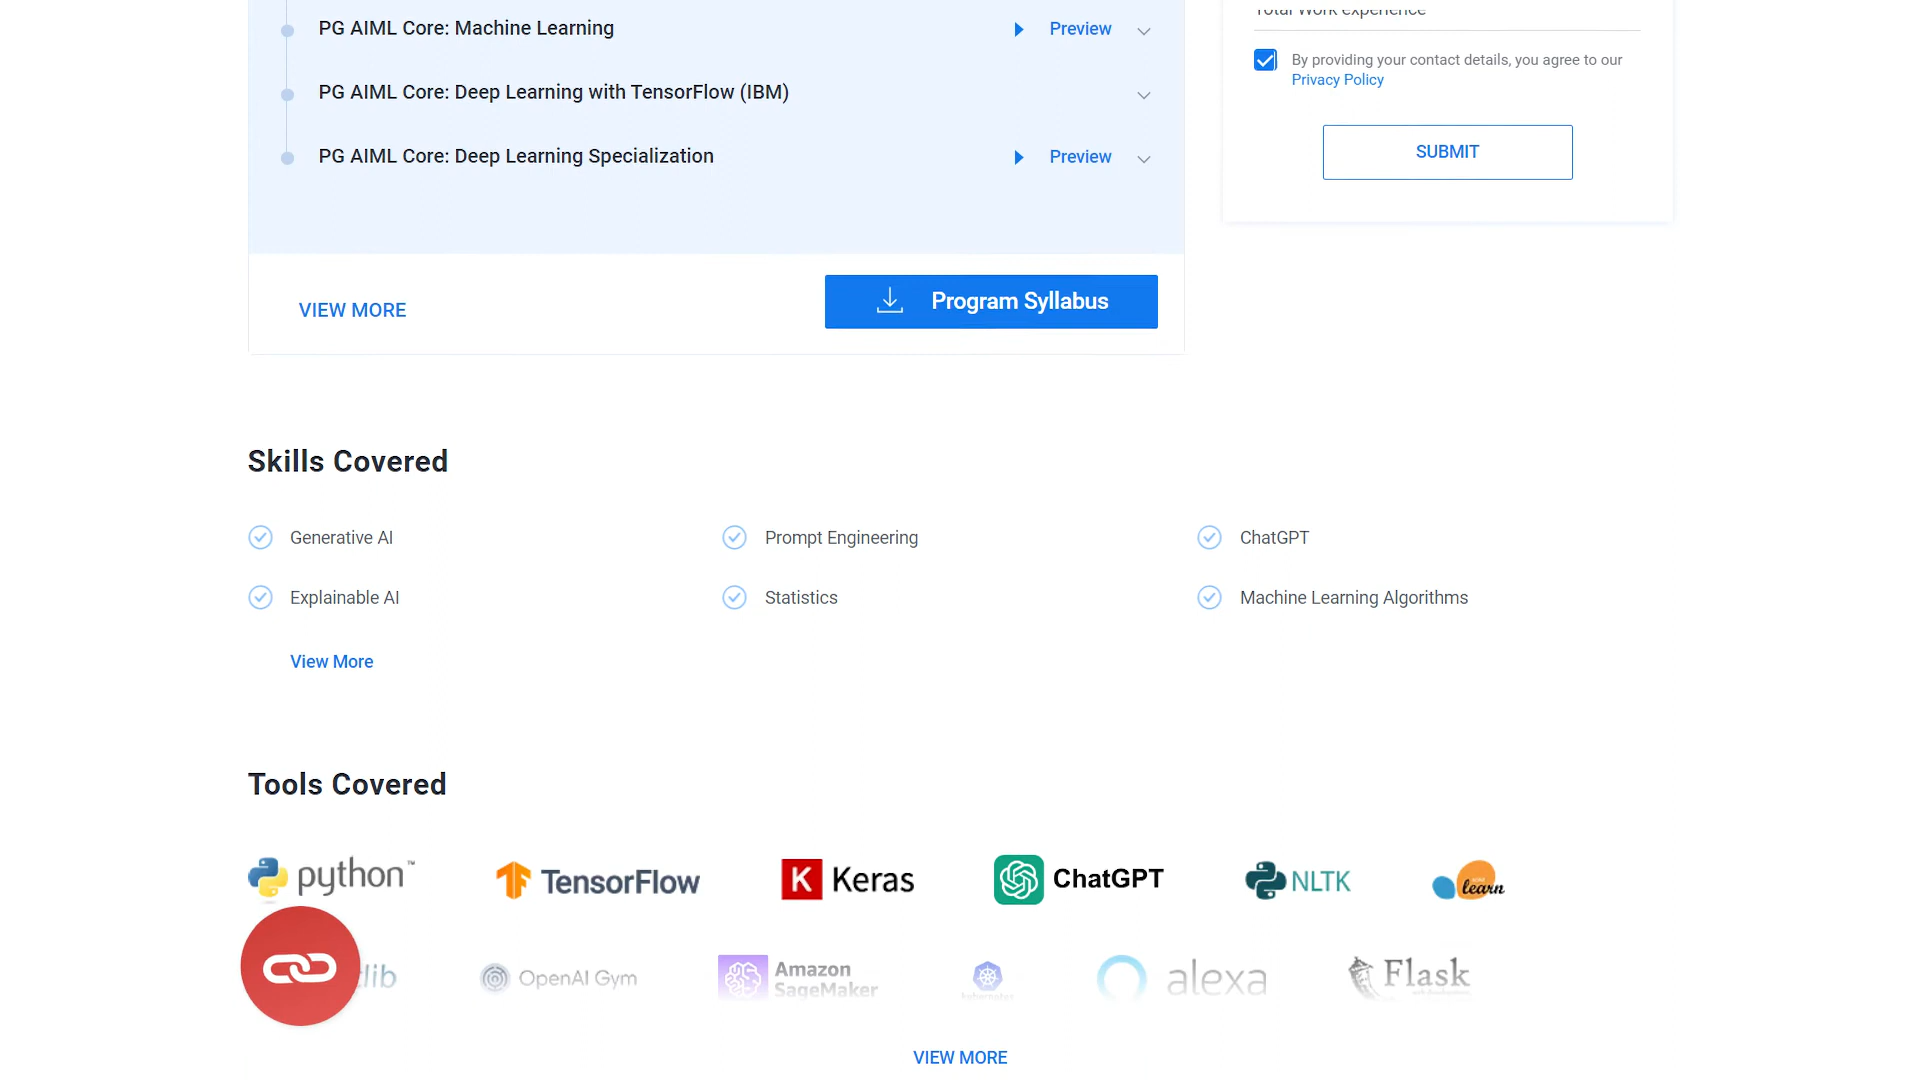 PG AIML Core: Machine Learning
Preview
PG AIML Core: Deep Learning with TensorFlow (IBM)
PG AIML Core: Deep Learning Specialization
Preview
VIEW MORE
Program Syllabus
Total Work experience
By providing your contact details, you agree to our
Privacy Policy
SUBMIT
Skills Covered
Generative AI
Prompt Engineering
ChatGPT
Explainable AI
Statistics
Machine Learning Algorithms
View More
Tools Covered
python™
TensorFlow
K Keras
ChatGPT
NLTK
learn
tlib
OpenAI Gym
Amazon
SageMaker
kubernetes
alexa
Flask
VIEW MORE